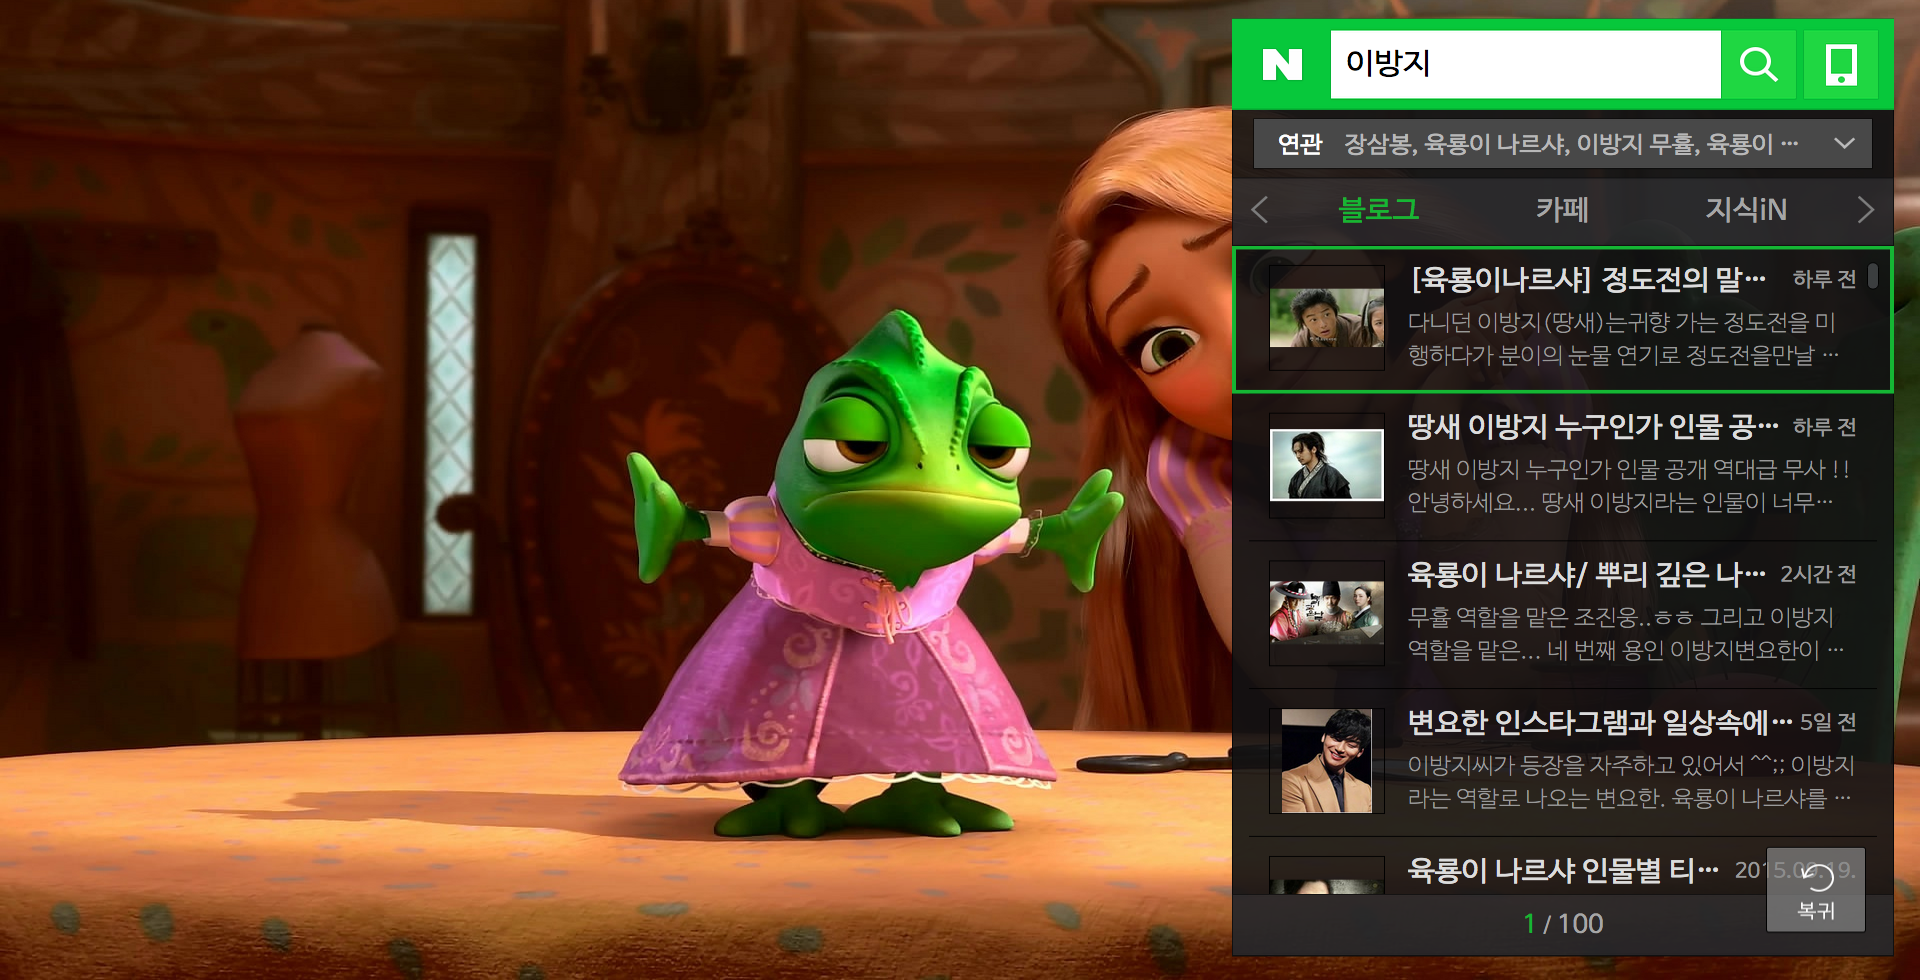 N
이방지
연관 장삼봉, 육룡이 나르샤, 이방지 무휼, 육룡이 ···
블로그 카페 지식iN
[육룡이나르샤] 정도전의 말··· 하루 전
다니던 이방지(땅새)는귀향 가는 정도전을 미
행하다가 분이의 눈물 연기로 정도전을만날 ···
땅새 이방지 누구인가 인물 공··· 하루 전
땅새 이방지 누구인가 인물 공개 역대급 무사 !!
안녕하세요... 땅새 이방지라는 인물이 너무···
육룡이 나르샤/ 뿌리 깊은 나··· 2시간 전
무휼 역할을 맡은 조진웅..ㅎㅎ 그리고 이방지
역할을 맡은... 네 번째 용인 이방지변요한이 ···
변요한 인스타그램과 일상속에··· 5일 전
이방지씨가 등장을 자주하고 있어서 ^^;; 이방지
라는 역할로 나오는 변요한. 육룡이 나르샤를 ···
육룡이 나르샤 인물별 티··· 2015.09.19.
복귀
1 / 100